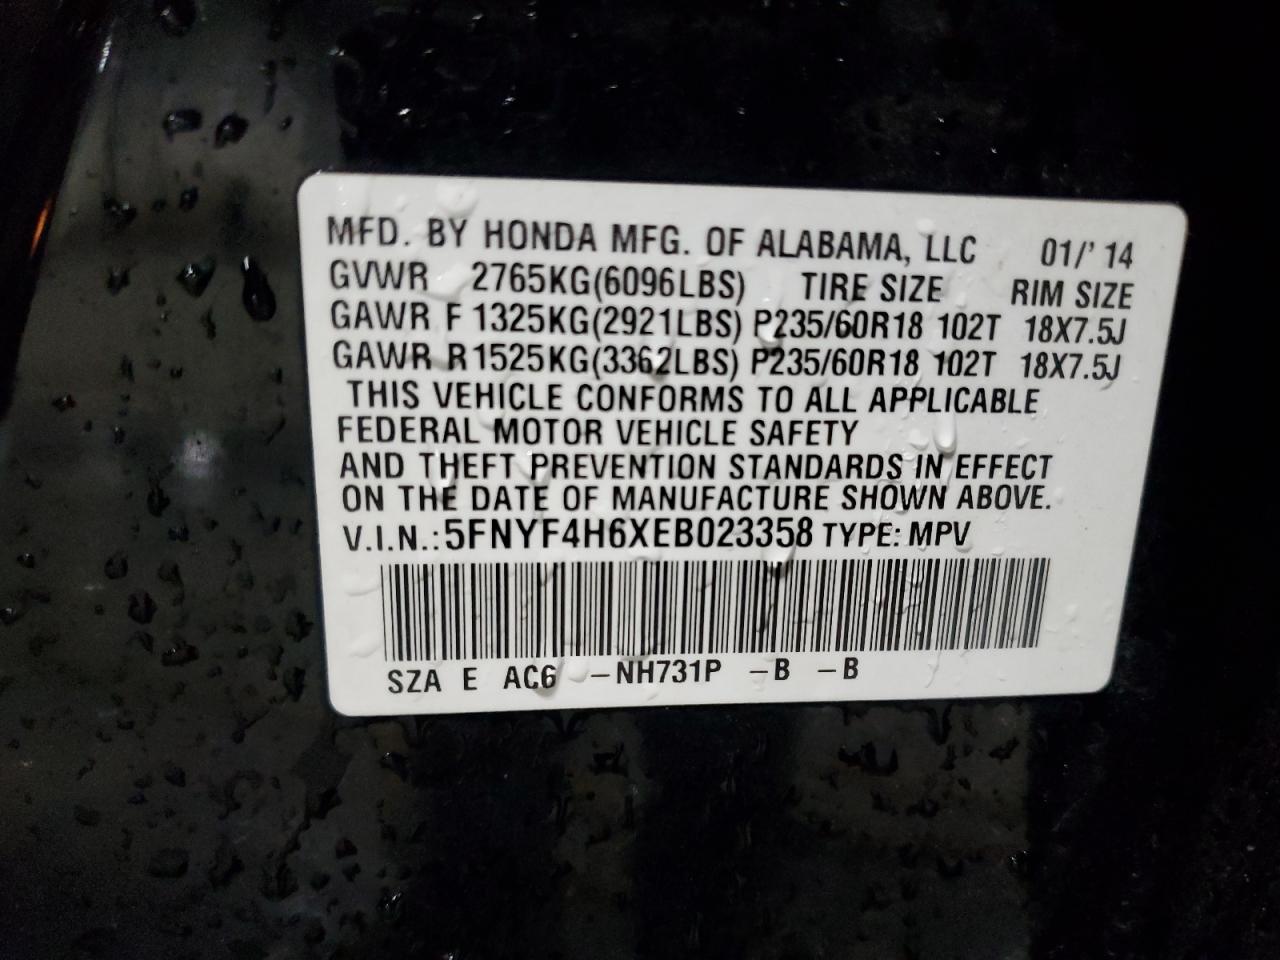 MFD. BY HONDA MFG. OF ALABAMA, LLC 01/'14
GVWR 2765KG(6096LBS) TIRE SIZE RIM SIZE
GAWR F 1325KG(2921LBS) P235/60R18 102T 18X7.5J
GAWR R 1525KG(3362LBS) P235/60R18 102T 18X7.5J
THIS VEHICLE CONFORMS TO ALL APPLICABLE
FEDERAL MOTOR VEHICLE SAFETY
AND THEFT PREVENTION STANDARDS IN EFFECT
ON THE DATE OF MANUFACTURE SHOWN ABOVE.
V.I.N.: 5FNYF4H6XEB023358 TYPE: MPV
SZA E AC6 -NH731P -B -B